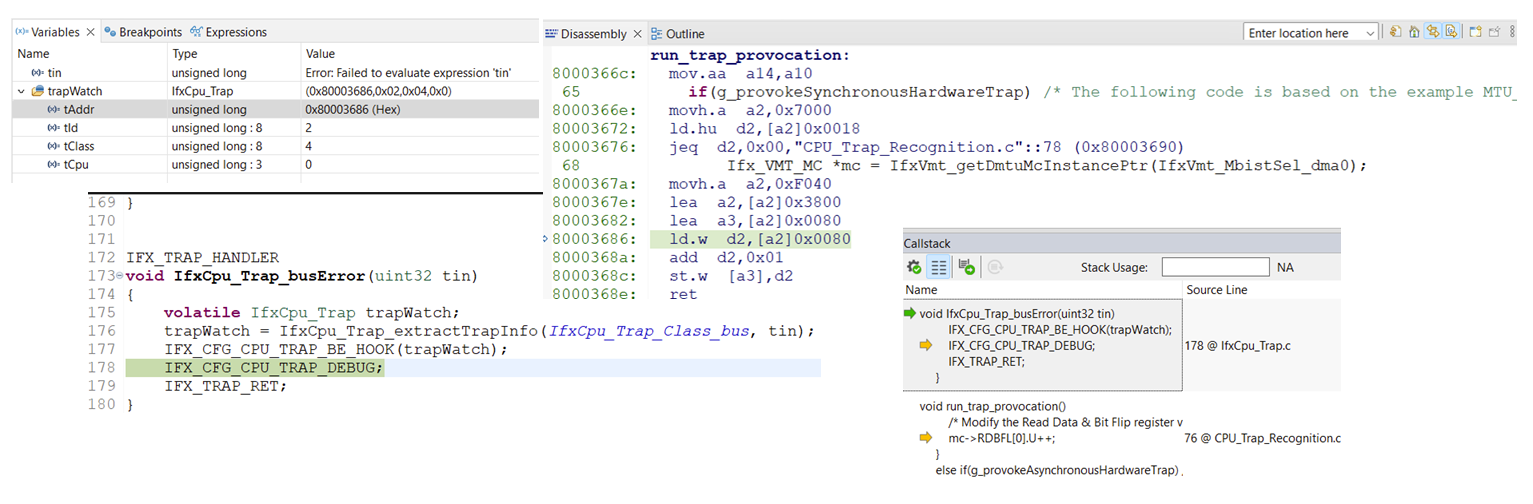 (x)= Variables Breakpoints Expressions
Name Type Value
(x)= tin unsigned long Error: Failed to evaluate expression 'tin'
trapWatch IfxCpu_Trap (0x80003686,0x02,0x04,0x0)
(x)= tAddr unsigned long 0x80003686 (Hex)
(x)= tId unsigned long : 8 2
(x)= tClass unsigned long : 8 4
(x)= tCpu unsigned long : 3 0
Disassembly Outline
Enter location here
run_trap_provocation:
8000366c: mov.aa a14,a10
65 if(g_provokeSynchronousHardwareTrap) /* The following code is based on the example MTU_
8000366e: movh.a a2,0x7000
80003672: ld.hu d2,[a2]0x0018
80003676: jeq d2,0x00,"CPU_Trap_Recognition.c"::78 (0x80003690)
68 Ifx_VMT_MC *mc = IfxVmt_getDmtuMcInstancePtr(IfxVmt_MbistSel_dma0);
8000367a: movh.a a2,0xF040
8000367e: lea a2,[a2]0x3800
80003682: lea a3,[a2]0x0080
80003686: ld.w d2,[a2]0x0080
8000368a: add d2,0x01
8000368c: st.w [a3],d2
8000368e: ret
169 }
170
171
172 IFX_TRAP_HANDLER
173 void IfxCpu_Trap_busError(uint32 tin)
174 {
175 volatile IfxCpu_Trap trapWatch;
176 trapWatch = IfxCpu_Trap_extractTrapInfo(IfxCpu_Trap_Class_bus, tin);
177 IFX_CFG_CPU_TRAP_BE_HOOK(trapWatch);
178 IFX_CFG_CPU_TRAP_DEBUG;
179 IFX_TRAP_RET;
180 }
Callstack
Stack Usage: NA
Name Source Line
void IfxCpu_Trap_busError(uint32 tin)
IFX_CFG_CPU_TRAP_BE_HOOK(trapWatch);
IFX_CFG_CPU_TRAP_DEBUG; 178 @ IfxCpu_Trap.c
IFX_TRAP_RET;
}
void run_trap_provocation()
/* Modify the Read Data & Bit Flip register v
mc->RDBFL[0].U++; 76 @ CPU_Trap_Recognition.c
}
else if(g_provokeAsynchronousHardwareTrap)